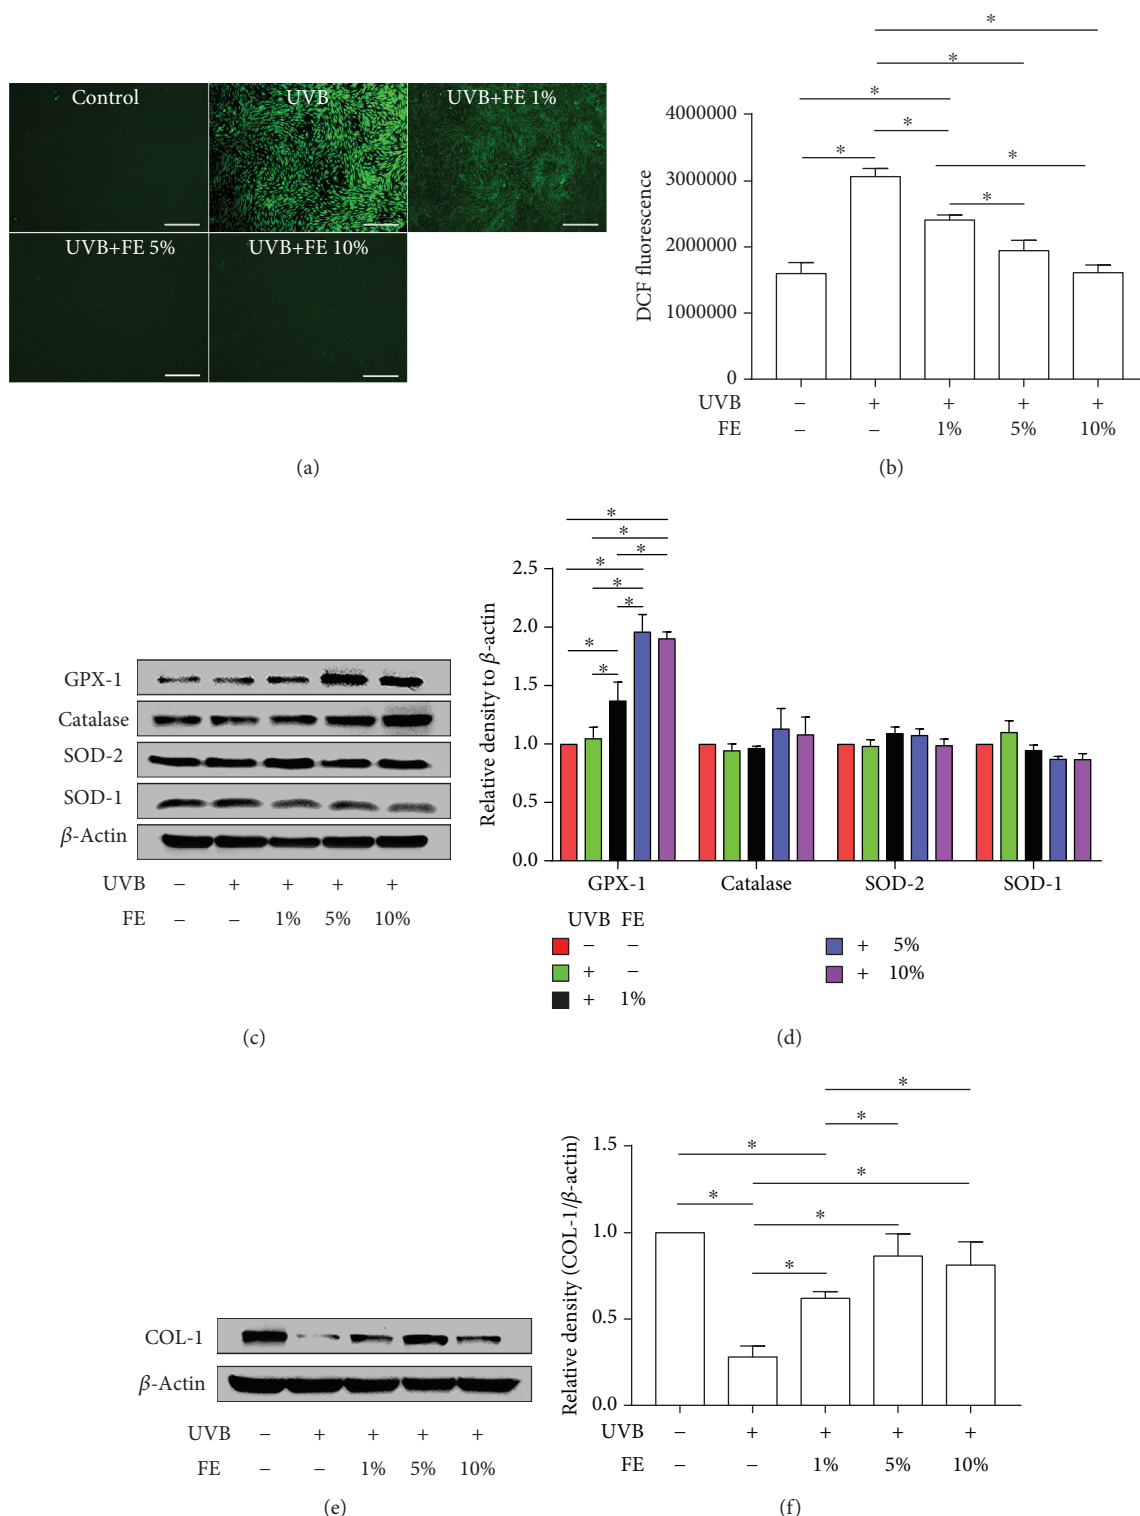 Control
UVB
UVB+FE 1%
UVB+FE 5%
UVB+FE 10%
(a)
DCF fluorescence
4000000
3000000
2000000
1000000
0
* * * * * * * *
UVB − + + + +
FE − − 1% 5% 10%
(b)
GPX-1
Catalase
SOD-2
SOD-1
β-Actin
UVB − + + + +
FE − − 1% 5% 10%
(c)
Relative density to β-actin
2.5
2.0
1.5
1.0
0.5
0.0
* * * * * * * *
GPX-1 Catalase SOD-2 SOD-1
UVB FE
− −
+ −
+ 1%
+ 5%
+ 10%
(d)
COL-1
β-Actin
UVB − + + + +
FE − − 1% 5% 10%
(e)
Relative density (COL-1/β-actin)
1.5
1.0
0.5
0.0
* * * * * * *
UVB − + + + +
FE − − 1% 5% 10%
(f)